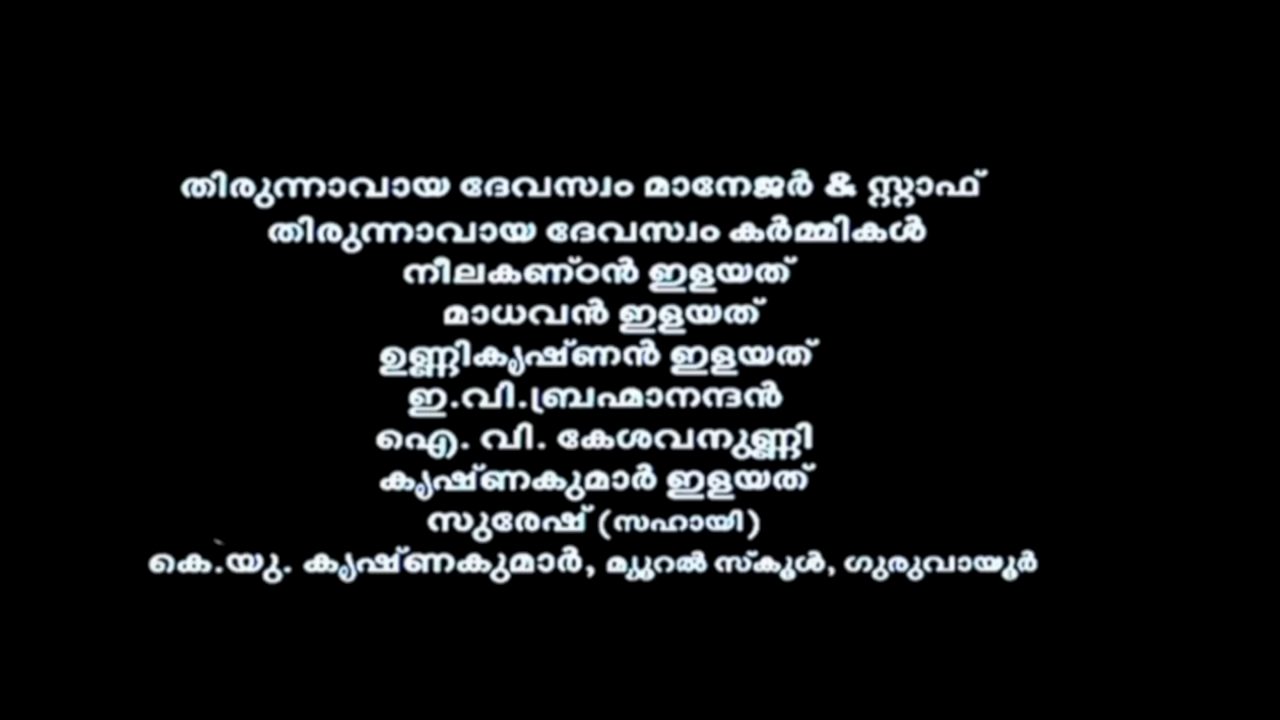 തിരുന്നാവായ ദേവസ്വം മാനേജർ & സ്റ്റാഫ്
തിരുന്നാവായ ദേവസ്വം കർമ്മികൾ
നീലകണ്ഠൻ ഇളയത്
മാധവൻ ഇളയത്
ഉണ്ണികൃഷ്ണൻ ഇളയത്
ഇ.വി.ബ്രഹ്മാനന്ദൻ
ഐ. വി. കേശവനുണ്ണി
കൃഷ്ണകുമാർ ഇളയത്
സുരേഷ് (സഹായി)
കെ.യു. കൃഷ്ണകുമാർ, മ്യൂറൽ സ്കൂൾ, ഗുരുവായൂർ